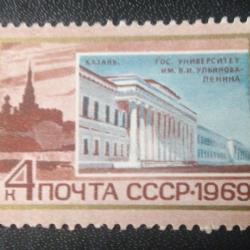 КАЗАНЬ. ГОС. УНИВЕРСИТЕТ
ИМ. В.И. УЛЬЯНОВА-
ЛЕНИНА
4 К ПОЧТА СССР·1969